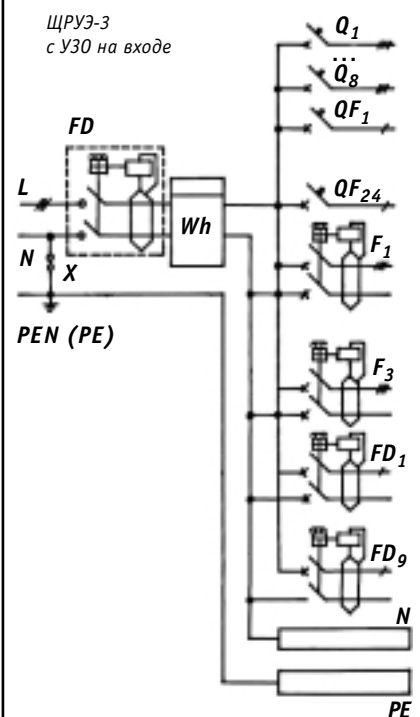 ЩРУЭ-3
с УЗО на входе
Q1
...
Q8
QF1
FD
QF24
L
Wh
F1
N
X
PEN (PE)
F3
FD1
FD9
N
PE